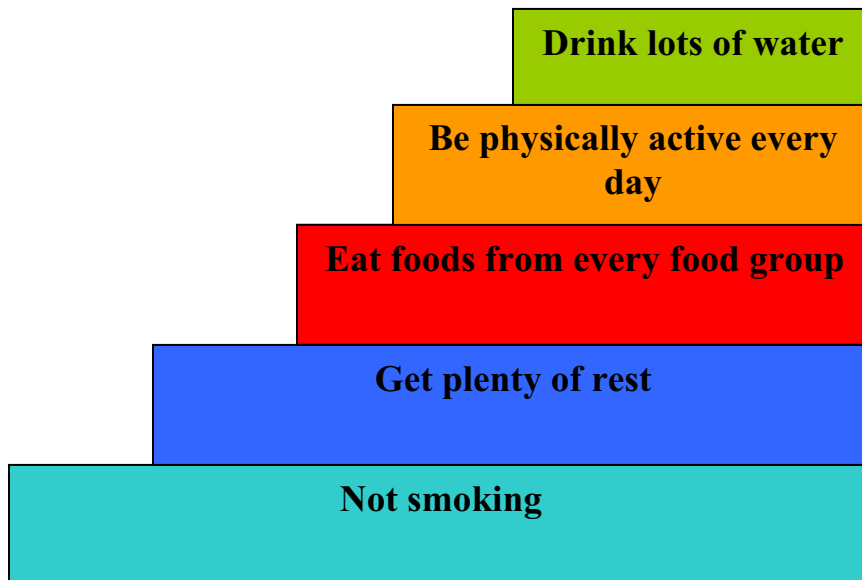 Drink lots of water
Be physically active every
day
Eat foods from every food group
Get plenty of rest
Not smoking